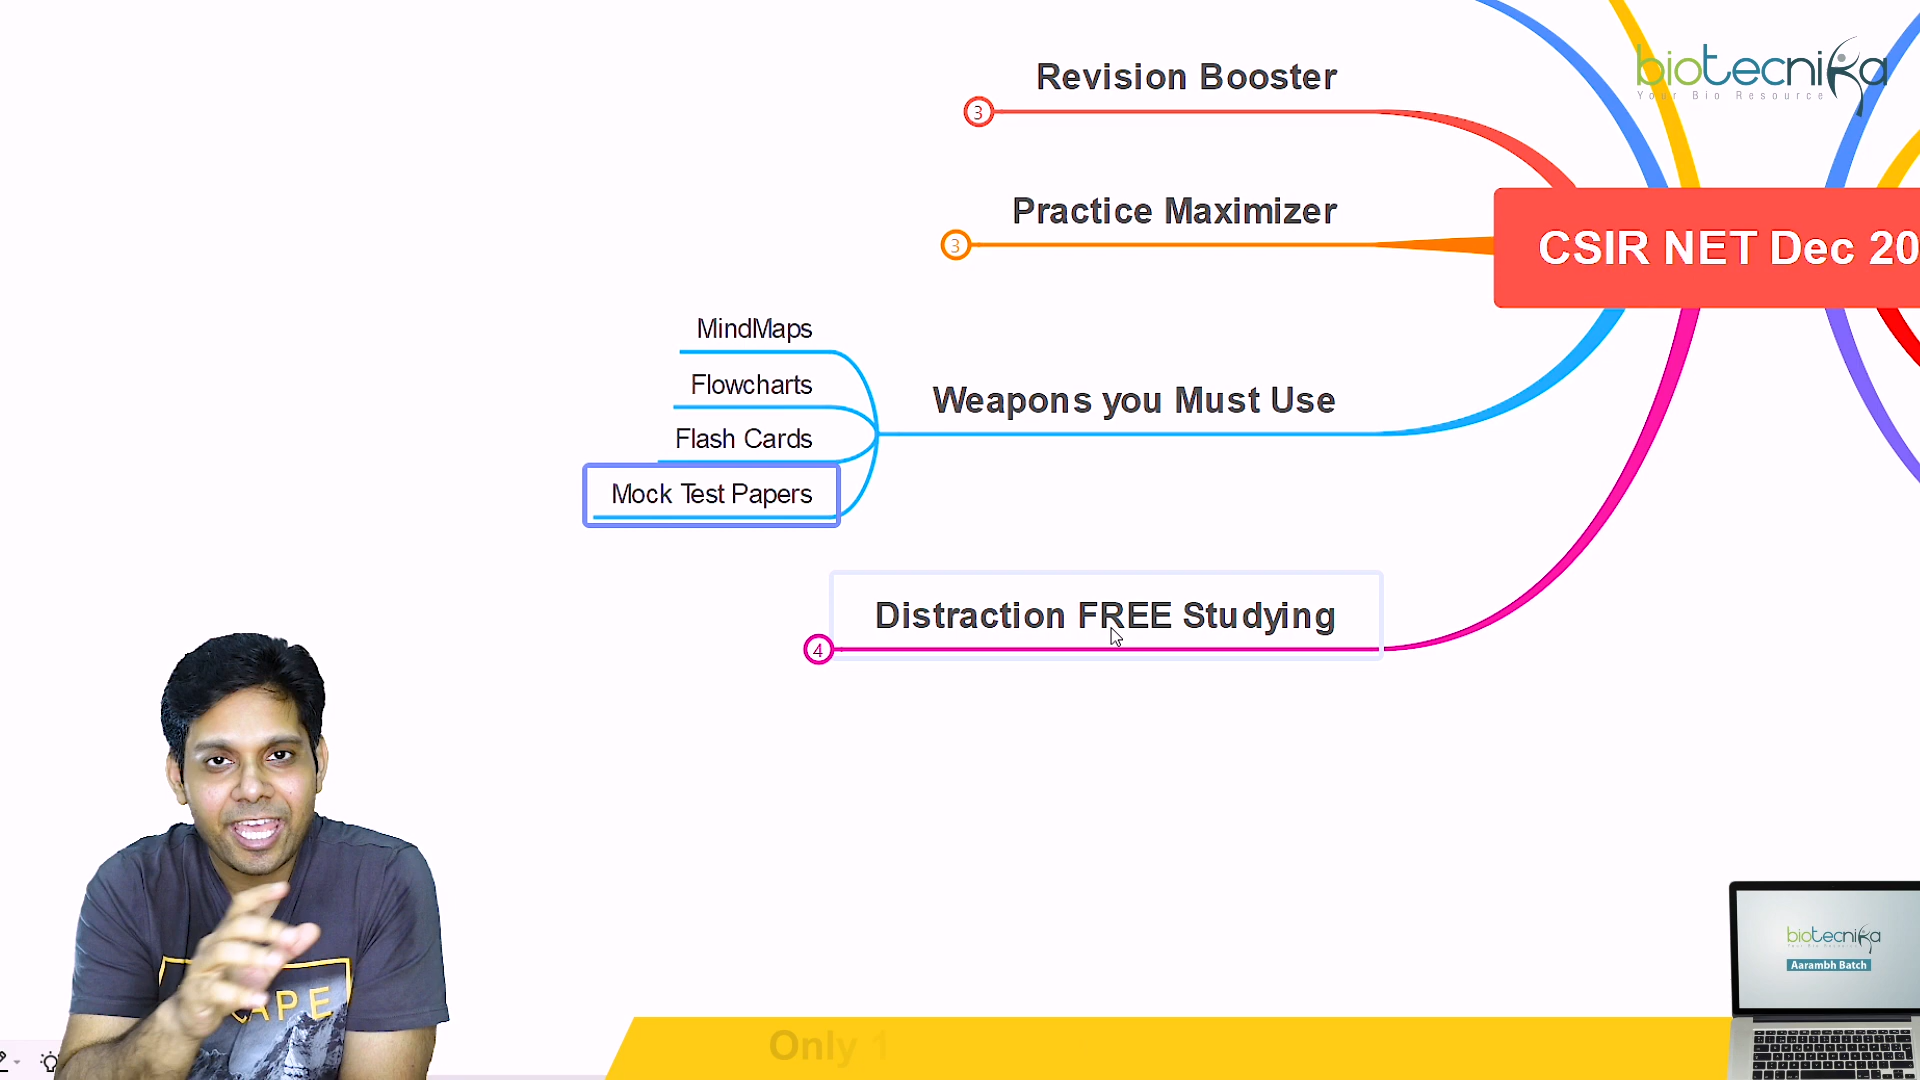 Revision Booster
3
biotecnika
Your Bio Resource
Practice Maximizer
3
CSIR NET Dec 20
MindMaps
Flowcharts
Flash Cards
Mock Test Papers
Weapons you Must Use
Distraction FREE Studying
4
APE
biotecnika
Aarambh Batch
Only 1